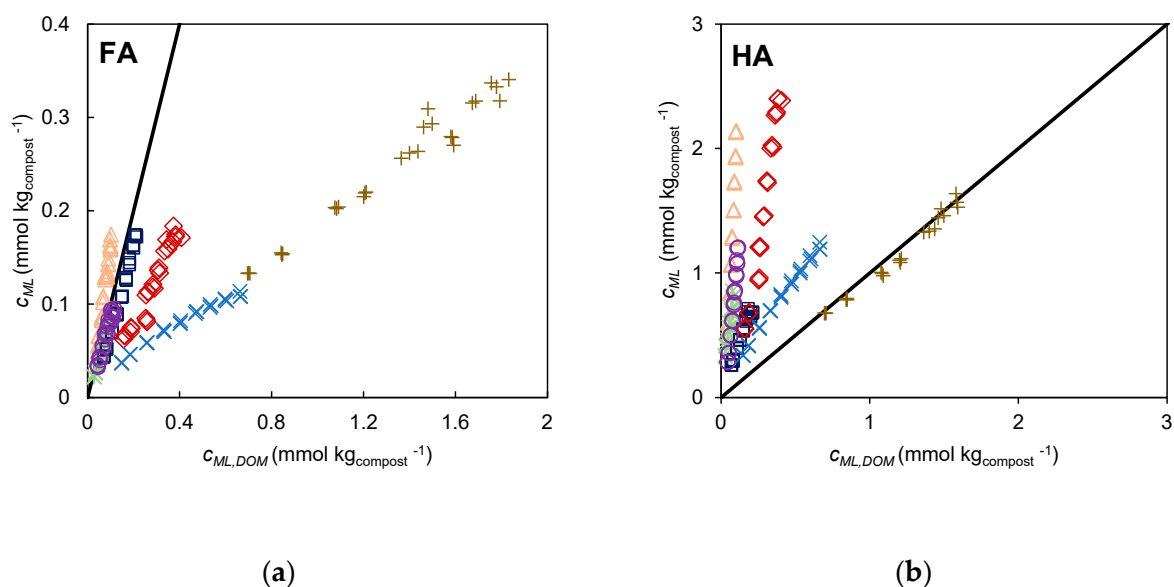 FA
0.4
0.3
0.2
0.1
0
c_ML (mmol kg_compost ^-1)
0 0.4 0.8 1.2 1.6 2
c_ML,DOM (mmol kg_compost ^-1)
(a)
HA
3
2
1
0
c_ML (mmol kg_compost ^-1)
0 1 2 3
c_ML,DOM (mmol kg_compost ^-1)
(b)